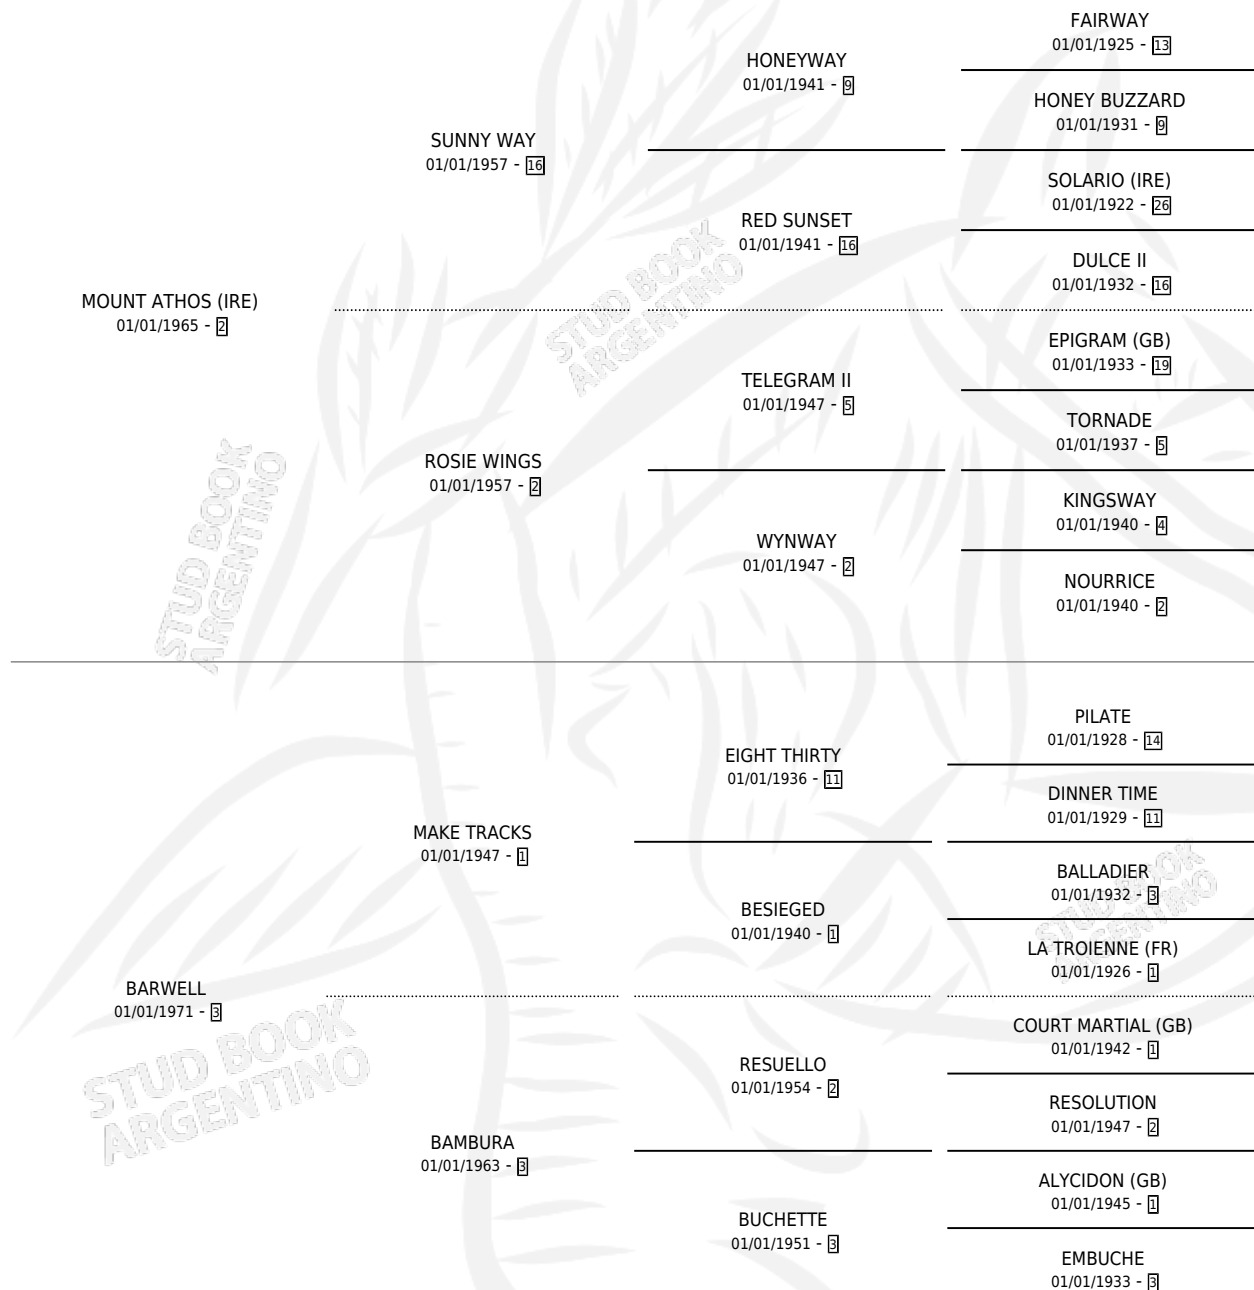 FAIRWAY
01/01/1925 - 13
HONEYWAY
01/01/1941 - 9
HONEY BUZZARD
01/01/1931 - 9
SUNNY WAY
01/01/1957 - 16
SOLARIO (IRE)
01/01/1922 - 26
RED SUNSET
01/01/1941 - 16
DULCE II
01/01/1932 - 16
MOUNT ATHOS (IRE)
01/01/1965 - 2
EPIGRAM (GB)
01/01/1933 - 19
TELEGRAM II
01/01/1947 - 5
TORNADE
01/01/1937 - 5
ROSIE WINGS
01/01/1957 - 2
KINGSWAY
01/01/1940 - 4
WYNWAY
01/01/1947 - 2
NOURRICE
01/01/1940 - 2
PILATE
01/01/1928 - 14
EIGHT THIRTY
01/01/1936 - 11
DINNER TIME
01/01/1929 - 11
MAKE TRACKS
01/01/1947 - 1
BALLADIER
01/01/1932 - 3
BESIEGED
01/01/1940 - 1
LA TROIENNE (FR)
01/01/1926 - 1
BARWELL
01/01/1971 - 3
COURT MARTIAL (GB)
01/01/1942 - 1
RESUELLO
01/01/1954 - 2
RESOLUTION
01/01/1947 - 2
BAMBURA
01/01/1963 - 3
ALYCIDON (GB)
01/01/1945 - 1
BUCHETTE
01/01/1951 - 3
EMBUCHE
01/01/1933 - 3
STUD BOOK
ARGENTINO
STUD BOOK
ARGENTINO
STUD BOOK
ARGENTINO
STUD BOOK
ARGENTINO